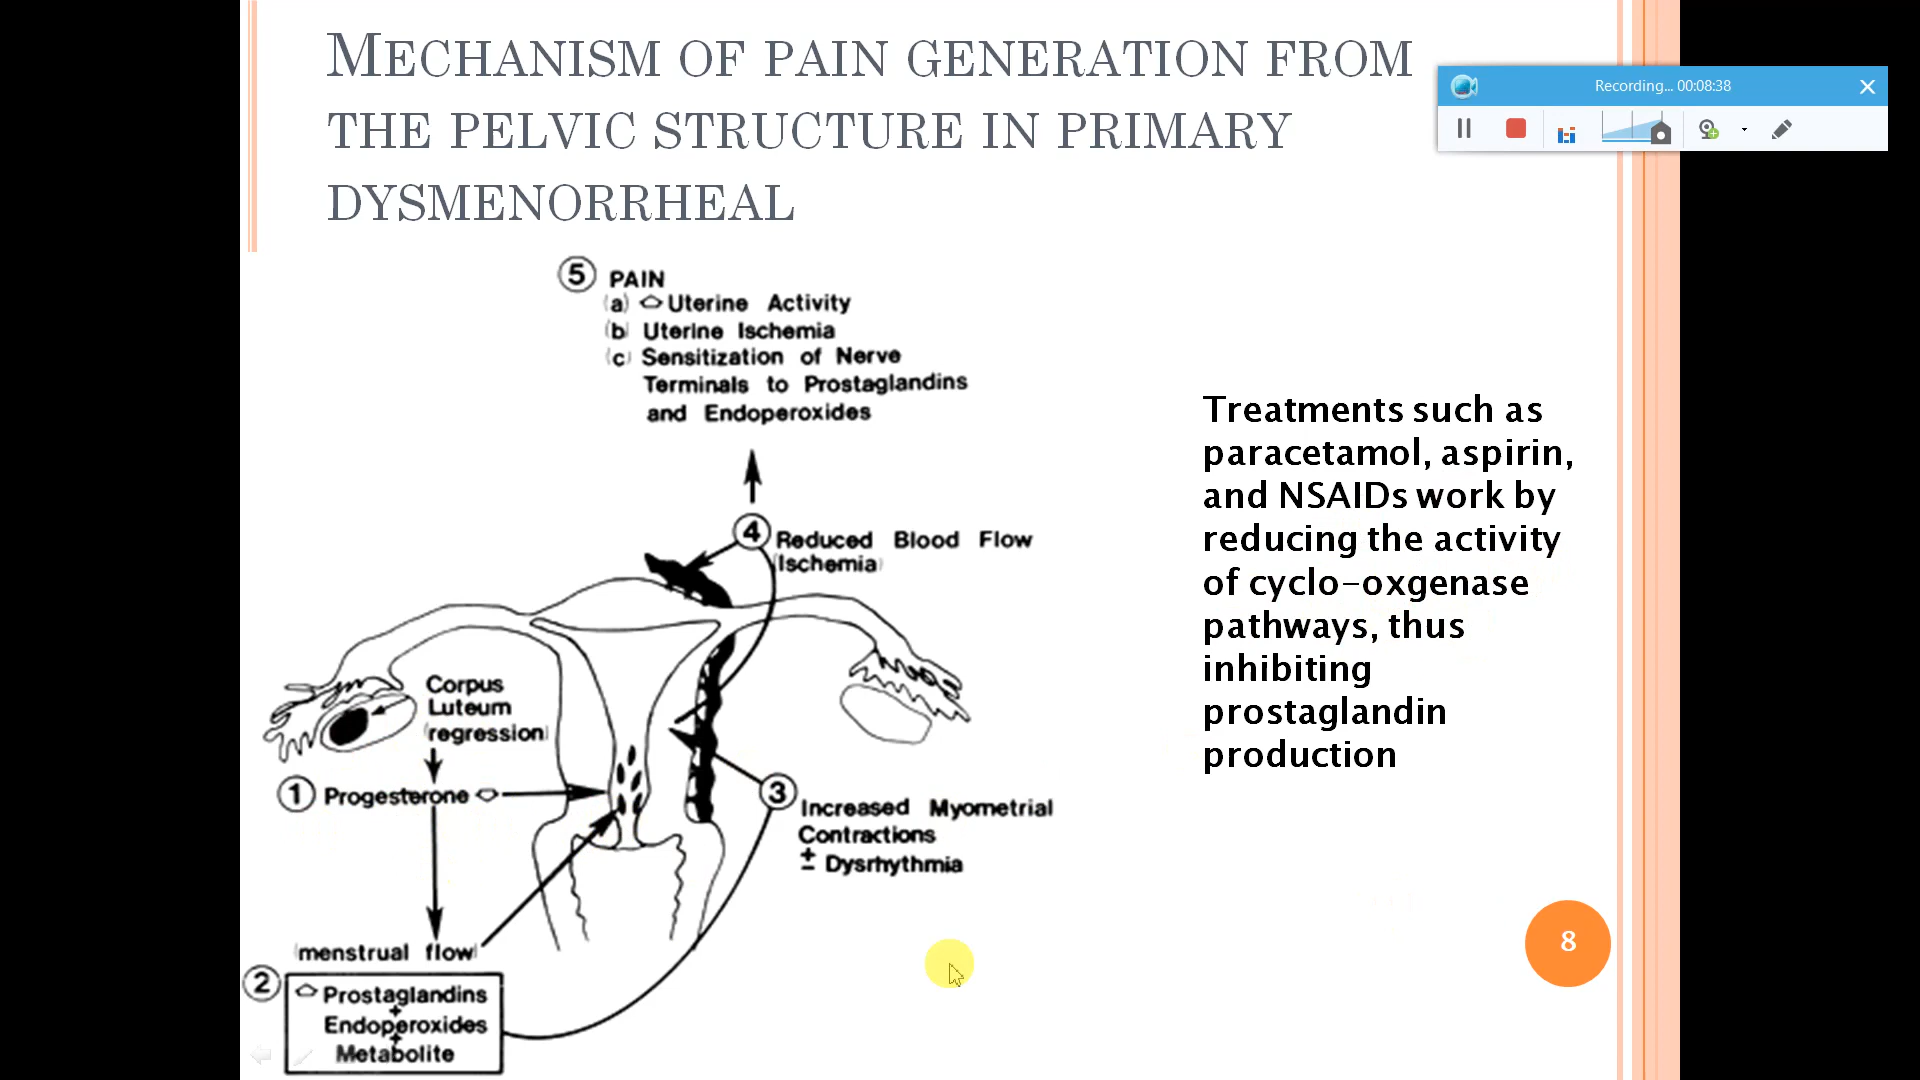 MECHANISM OF PAIN GENERATION FROM
THE PELVIC STRUCTURE IN PRIMARY
DYSMENORRHEAL
Recording... 00:08:38
5 PAIN
(a) Uterine Activity
(b) Uterine Ischemia
(c) Sensitization of Nerve
Terminals to Prostaglandins
and Endoperoxides
4 Reduced Blood Flow
(Ischemia)
Corpus
Luteum
(regression)
1 Progesterone
3 Increased Myometrial
Contractions
± Dysrhythmia
(menstrual flow)
2 Prostaglandins
+
Endoperoxides
+
Metabolite
Treatments such as
paracetamol, aspirin,
and NSAIDs work by
reducing the activity
of cyclo-oxgenase
pathways, thus
inhibiting
prostaglandin
production
8